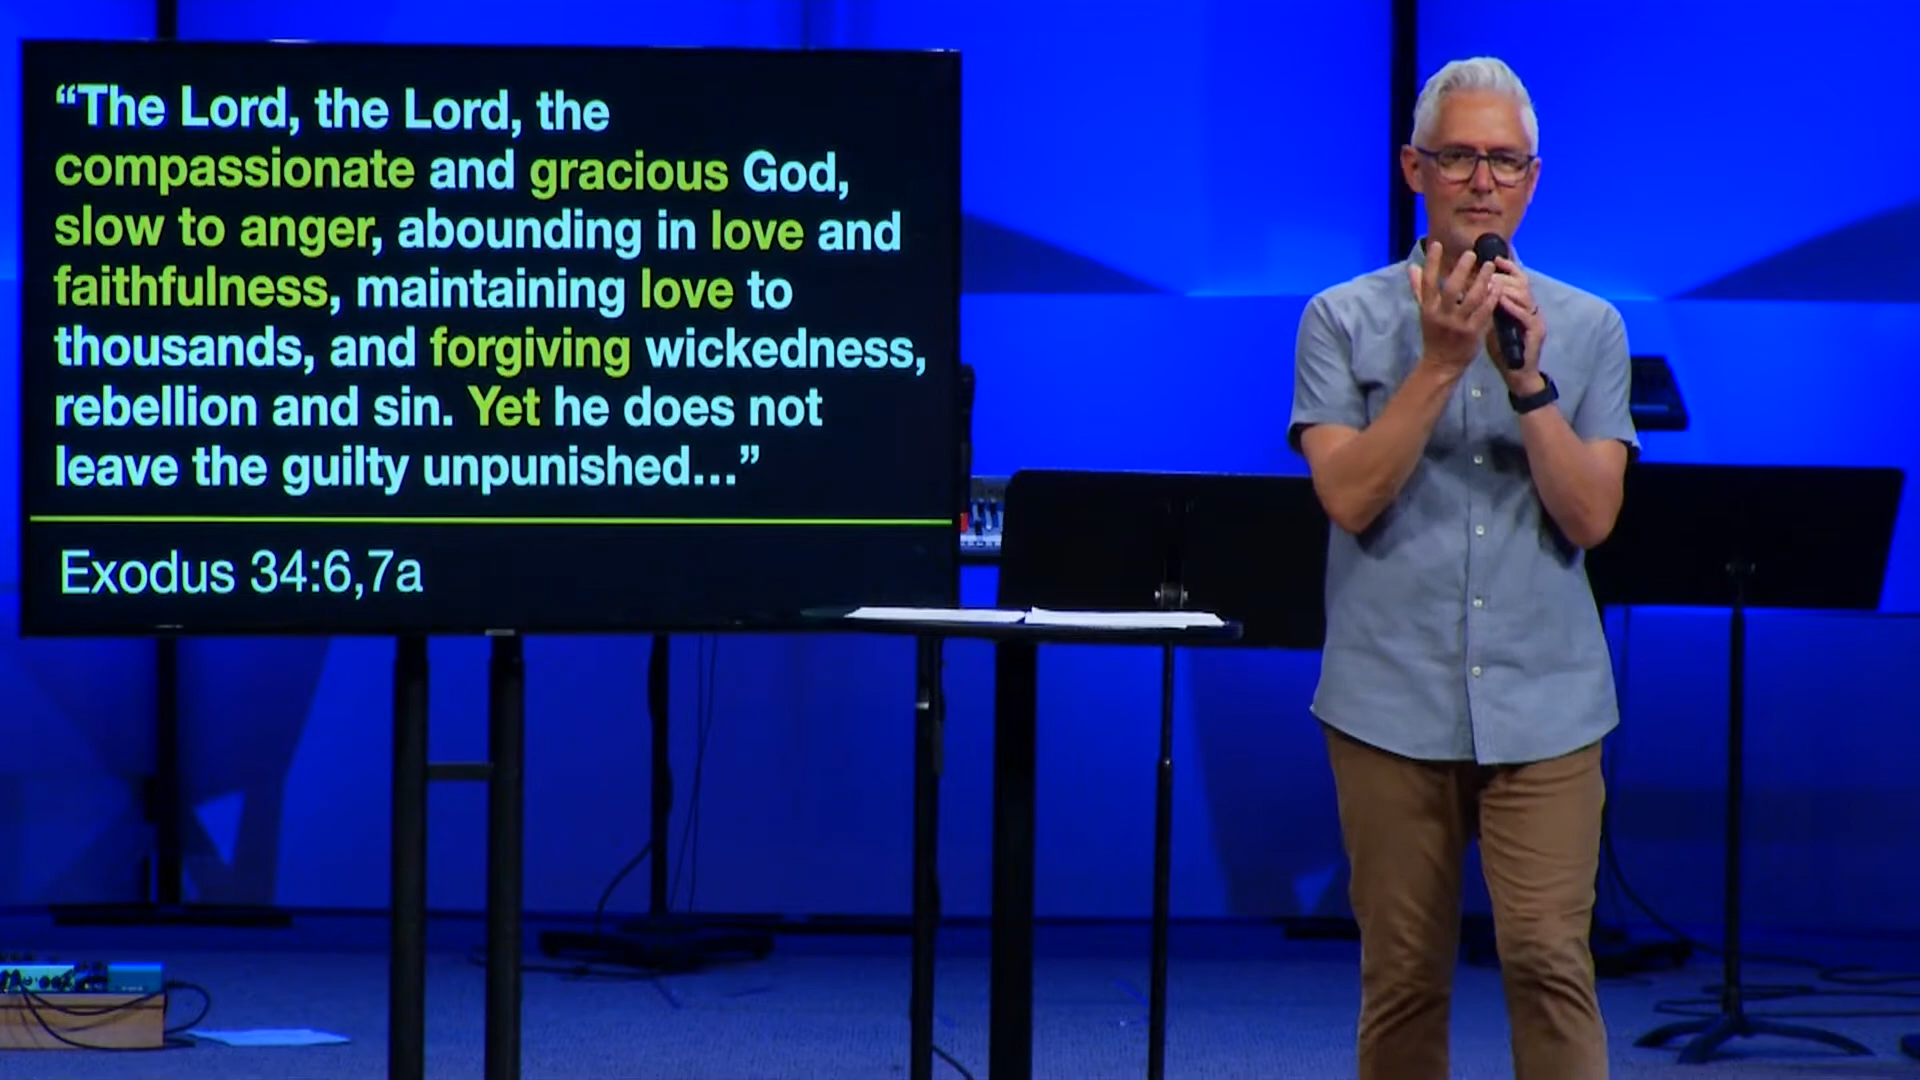 “The Lord, the Lord, the
compassionate and gracious God,
slow to anger, abounding in love and
faithfulness, maintaining love to
thousands, and forgiving wickedness,
rebellion and sin. Yet he does not
leave the guilty unpunished...”
Exodus 34:6,7a